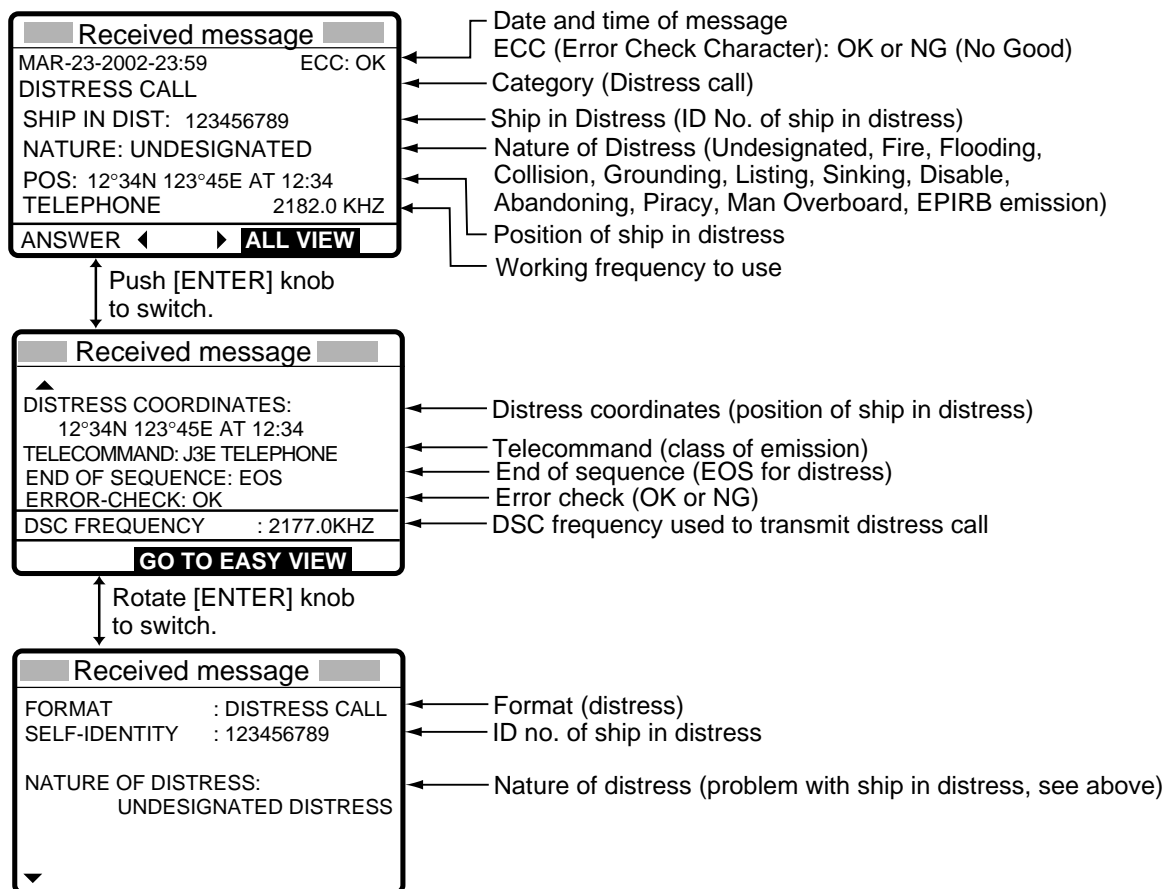 Received message
MAR-23-2002-23:59 ECC: OK
DISTRESS CALL
SHIP IN DIST: 123456789
NATURE: UNDESIGNATED
POS: 12°34N 123°45E AT 12:34
TELEPHONE 2182.0 KHZ
ANSWER ALL VIEW
Date and time of message
ECC (Error Check Character): OK or NG (No Good)
Category (Distress call)
Ship in Distress (ID No. of ship in distress)
Nature of Distress (Undesignated, Fire, Flooding,
Collision, Grounding, Listing, Sinking, Disable,
Abandoning, Piracy, Man Overboard, EPIRB emission)
Position of ship in distress
Working frequency to use
Push [ENTER] knob
to switch.
Received message
DISTRESS COORDINATES:
12°34N 123°45E AT 12:34
TELECOMMAND: J3E TELEPHONE
END OF SEQUENCE: EOS
ERROR-CHECK: OK
DSC FREQUENCY : 2177.0KHZ
GO TO EASY VIEW
Distress coordinates (position of ship in distress)
Telecommand (class of emission)
End of sequence (EOS for distress)
Error check (OK or NG)
DSC frequency used to transmit distress call
Rotate [ENTER] knob
to switch.
Received message
FORMAT : DISTRESS CALL
SELF-IDENTITY : 123456789
NATURE OF DISTRESS:
UNDESIGNATED DISTRESS
Format (distress)
ID no. of ship in distress
Nature of distress (problem with ship in distress, see above)